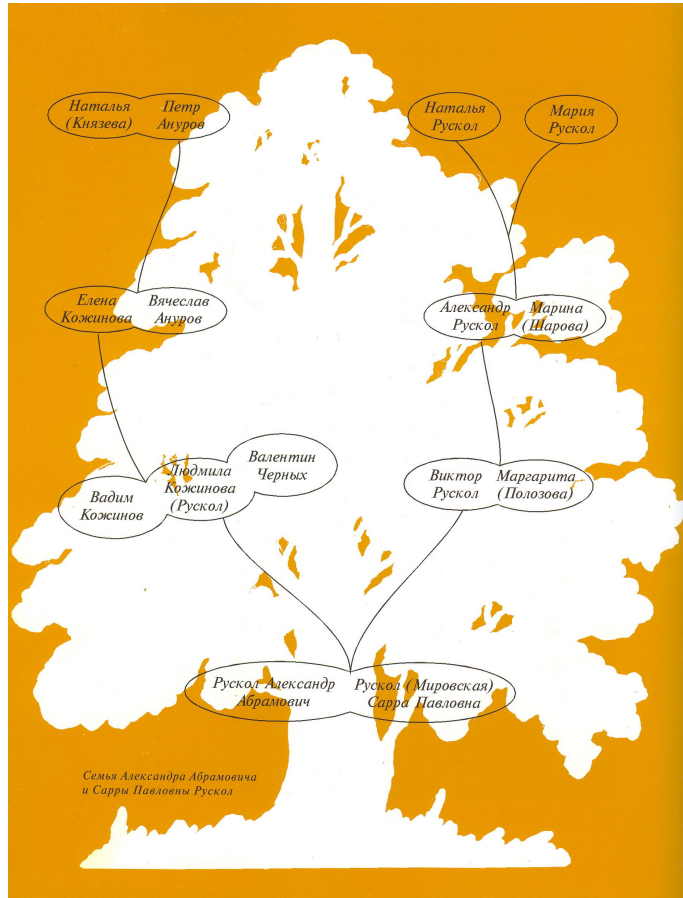 Наталья
(Князева)
Петр
Ануров
Наталья
Рускол
Мария
Рускол
Елена
Кожинова
Вячеслав
Ануров
Александр
Рускол
Марина
(Шарова)
Вадим
Кожинов
Людмила
Кожинова
(Рускол)
Валентин
Черных
Виктор
Рускол
Маргарита
(Полозова)
Рускол Александр
Абрамович
Рускол (Мировская)
Сарра Павловна
Семья Александра Абрамовича
и Сарры Павловны Рускол